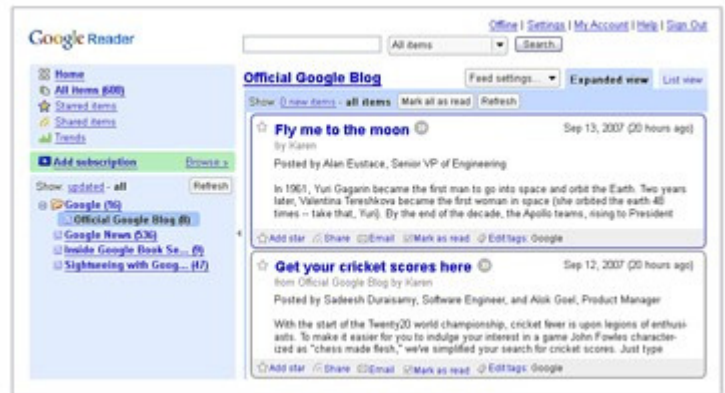 Offline | Settings | My Account | Help | Sign Out
Google Reader
All items Search
Home
All items (600)
Starred items
Shared items
Trends
Add subscription Browse »
Show: updated - all Refresh
Google (96)
Official Google Blog (8)
Google News (536)
Inside Google Book Se... (9)
Sightseeing with Goog... (47)
Official Google Blog Feed settings... Expanded view List view
Show: 0 new items - all items Mark all as read Refresh
Fly me to the moon Sep 13, 2007 (20 hours ago)
by Karen
Posted by Alan Eustace, Senior VP of Engineering
In 1961, Yuri Gagarin became the first man to go into space and orbit the Earth. Two years
later, Valentina Tereshkova became the first woman in space (she orbited the earth 48
times -- take that, Yuri). By the end of the decade, the Apollo teams, rising to President
Add star Share Email Mark as read Edit tags: Google
Get your cricket scores here Sep 12, 2007 (20 hours ago)
from Official Google Blog by Karen
Posted by Sadeesh Duraisamy, Software Engineer, and Alok Goel, Product Manager
With the start of the Twenty20 world championship, cricket fever is upon legions of enthusi-
asts. To make it easier for you to indulge your interest in a game John Fowles character-
ized as "chess made flesh," we've simplified your search for cricket scores. Just type
Add star Share Email Mark as read Edit tags: Google